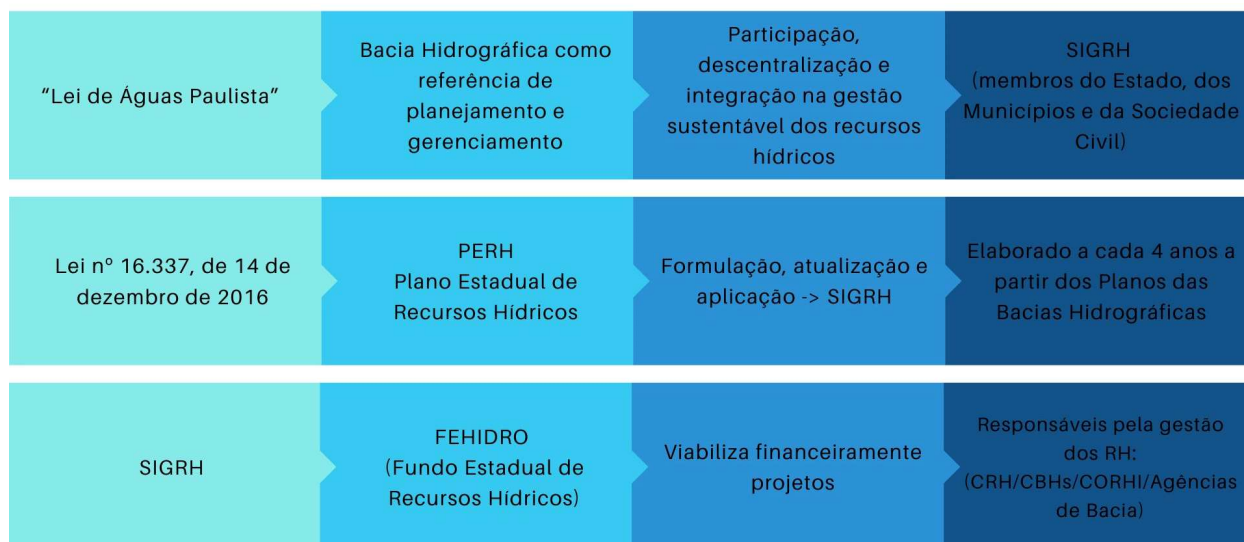 “Lei de Águas Paulista”
Bacia Hidrográfica como
referência de
planejamento e
gerenciamento
Participação,
descentralização e
integração na gestão
sustentável dos recursos
hídricos
SIGRH
(membros do Estado, dos
Municípios e da Sociedade
Civil)
Lei nº 16.337, de 14 de
dezembro de 2016
PERH
Plano Estadual de
Recursos Hídricos
Formulação, atualização e
aplicação -> SIGRH
Elaborado a cada 4 anos a
partir dos Planos das
Bacias Hidrográficas
SIGRH
FEHIDRO
(Fundo Estadual de
Recursos Hídricos)
Viabiliza financeiramente
projetos
Responsáveis pela gestão
dos RH:
(CRH/CBHs/CORHI/Agências
de Bacia)